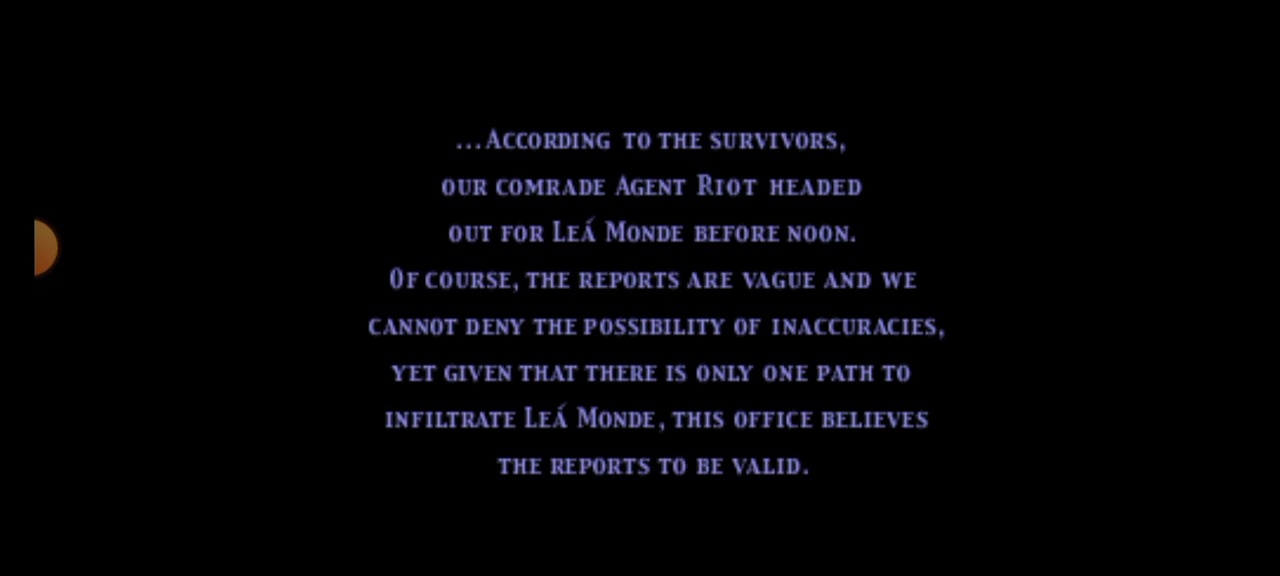 ...According to the survivors,
our comrade Agent Riot headed
out for Leá Monde before noon.
Of course, the reports are vague and we
cannot deny the possibility of inaccuracies,
yet given that there is only one path to
infiltrate Leá Monde, this office believes
the reports to be valid.